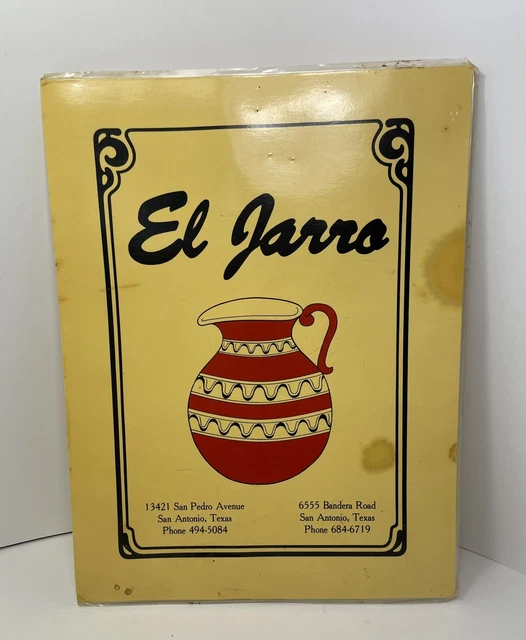 El Jarro
13421 San Pedro Avenue
San Antonio, Texas
Phone 494-5084
6555 Bandera Road
San Antonio, Texas
Phone 684-6719